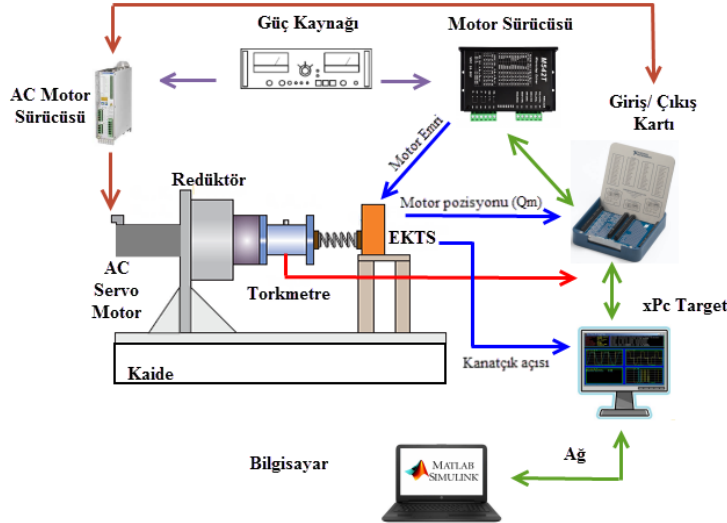 Güç Kaynağı
Motor Sürücüsü
AC Motor
Sürücüsü
M542T
Giriş/ Çıkış
Kartı
Motor Emri
Redüktör
Motor pozisyonu (Qm)
EKTS
AC
Servo
Motor
Torkmetre
xPc Target
Kanatçık açısı
Kaide
Bilgisayar
MATLAB
SIMULINK
Ağ